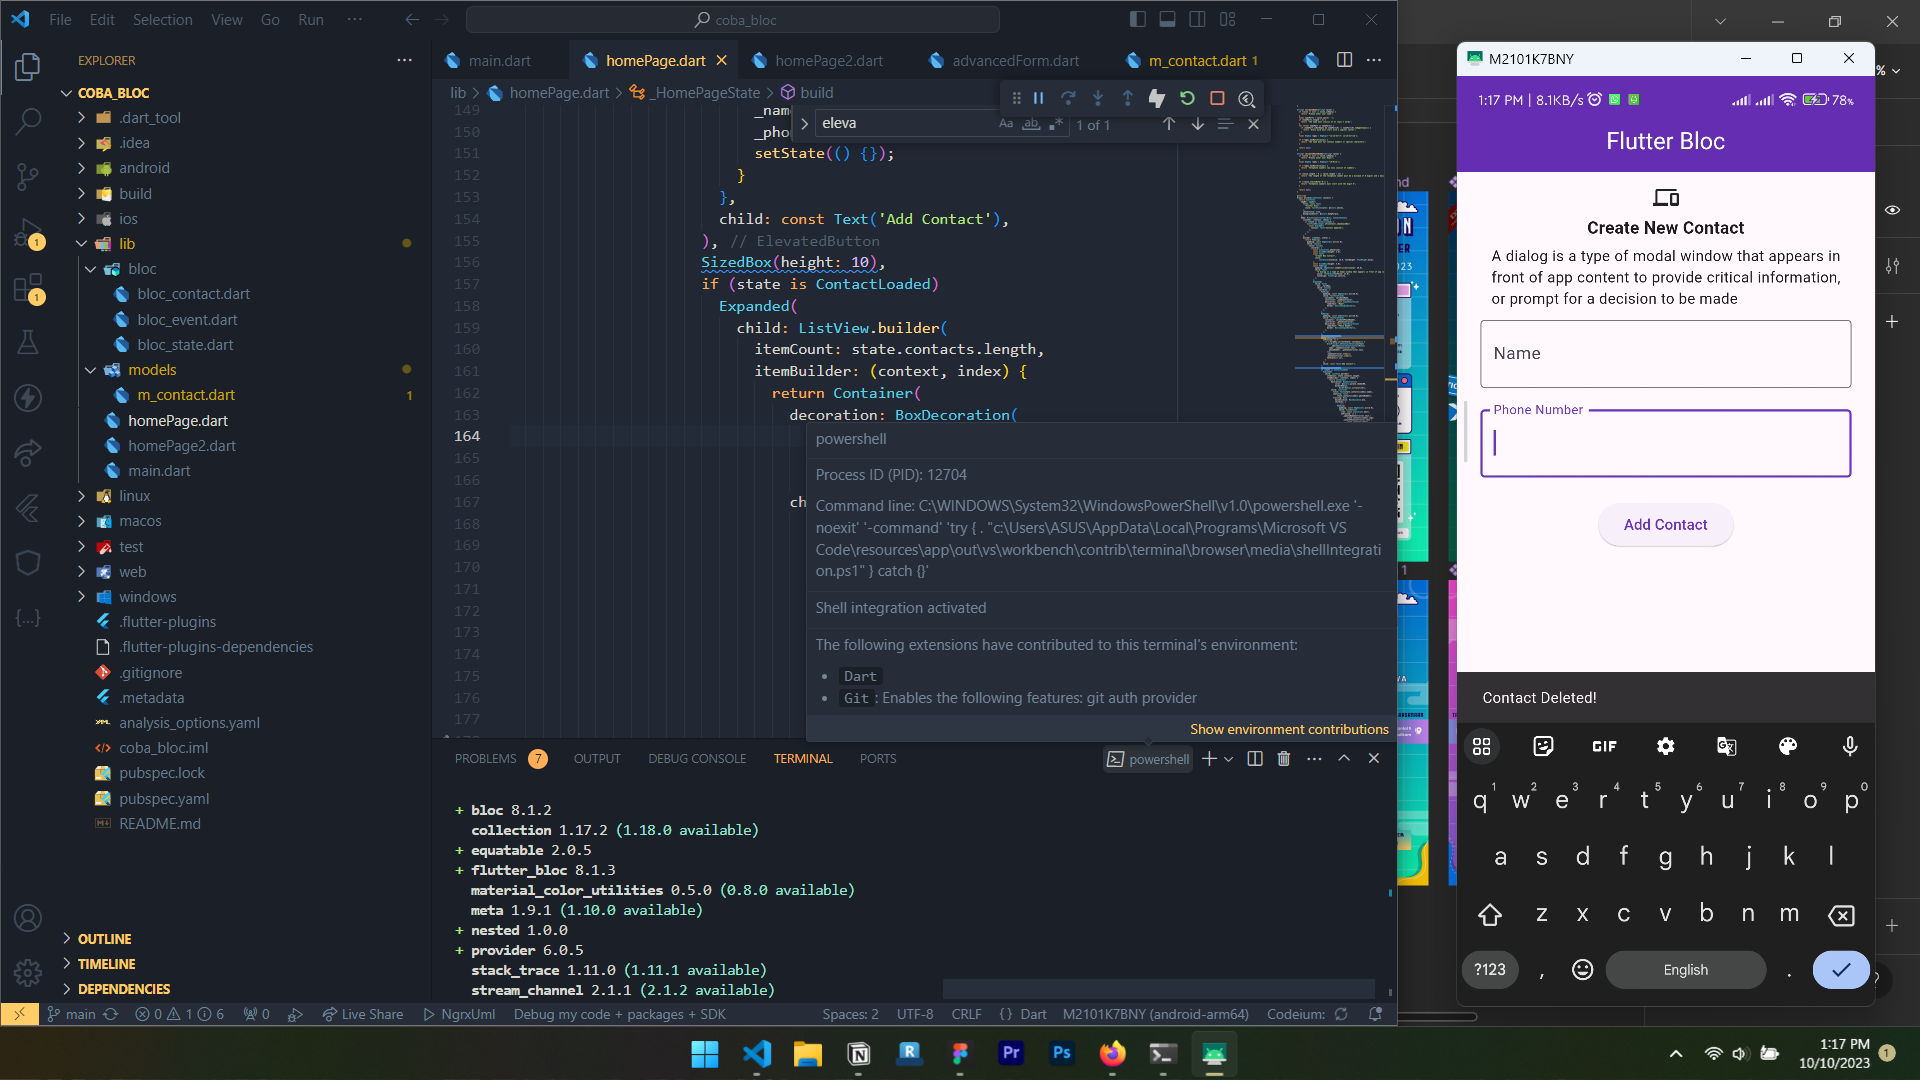 File Edit Selection View Go Run ···
coba_bloc
EXPLORER
COBA_BLOC
.dart_tool
.idea
android
build
ios
lib
bloc
bloc_contact.dart
bloc_event.dart
bloc_state.dart
models
m_contact.dart 1
homePage.dart
homePage2.dart
main.dart
linux
macos
test
web
windows
.flutter-plugins
.flutter-plugins-dependencies
.gitignore
.metadata
analysis_options.yaml
coba_bloc.iml
pubspec.lock
pubspec.yaml
README.md
OUTLINE
TIMELINE
DEPENDENCIES
main.dart homePage.dart homePage2.dart advancedForm.dart m_contact.dart 1
lib > homePage.dart > _HomePageState > build
eleva Aa ab .* 1 of 1
149 _name
150 _pho
151 setState(() {});
152 }
153 },
154 child: const Text('Add Contact'),
155 ), // ElevatedButton
156 SizedBox(height: 10),
157 if (state is ContactLoaded)
158 Expanded(
159 child: ListView.builder(
160 itemCount: state.contacts.length,
161 itemBuilder: (context, index) {
162 return Container(
163 decoration: BoxDecoration(
164
165
166
167 ch
168
169
170
171
172
173
174
175
176
177
powershell
Process ID (PID): 12704
Command line: C:\WINDOWS\System32\WindowsPowerShell\v1.0\powershell.exe '-
noexit' '-command' 'try { . "c:\Users\ASUS\AppData\Local\Programs\Microsoft VS
Code\resources\app\out\vs\workbench\contrib\terminal\browser\media\shellIntegrati
on.ps1" } catch {}'
Shell integration activated
The following extensions have contributed to this terminal's environment:
• Dart
• Git: Enables the following features: git auth provider
Show environment contributions
PROBLEMS 7 OUTPUT DEBUG CONSOLE TERMINAL PORTS
powershell
+ bloc 8.1.2
collection 1.17.2 (1.18.0 available)
+ equatable 2.0.5
+ flutter_bloc 8.1.3
material_color_utilities 0.5.0 (0.8.0 available)
meta 1.9.1 (1.10.0 available)
+ nested 1.0.0
+ provider 6.0.5
stack_trace 1.11.0 (1.11.1 available)
stream_channel 2.1.1 (2.1.2 available)
main 0 1 6 0 Live Share NgrxUml Debug my code + packages + SDK Spaces: 2 UTF-8 CRLF {} Dart M2101K7BNY (android-arm64) Codeium:
M2101K7BNY
1:17 PM | 8.1KB/s 78%
Flutter Bloc
Create New Contact
A dialog is a type of modal window that appears in
front of app content to provide critical information,
or prompt for a decision to be made
Name
Phone Number
Add Contact
Contact Deleted!
GIF
q1 w2 e3 r4 t5 y6 u7 i8 o9 p0
a s d f g h j k l
z x c v b n m
?123 , English .
R Pr Ps
1:17 PM
10/10/2023
1